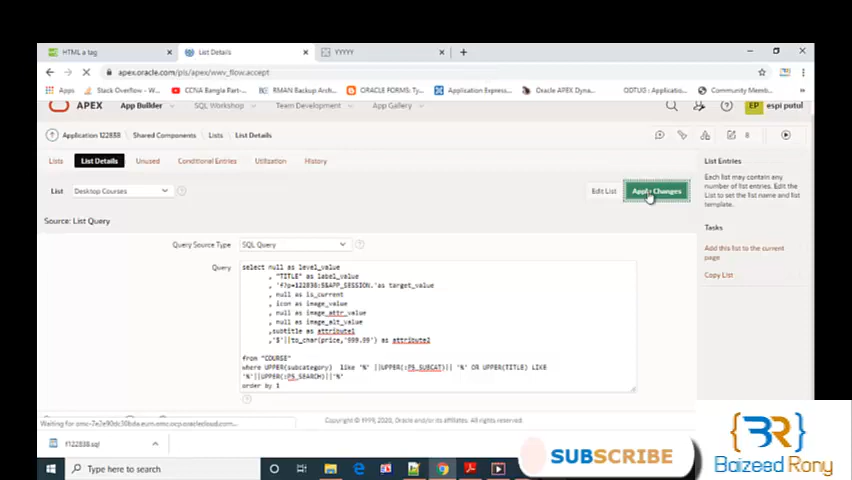 HTML a tag
List Details
YYYYY
apex.oracle.com/pls/apex/wwv_flow.accept
Apps
Stack Overflow - W...
CCNA Bangla Part-...
RMAN Backup Arch...
ORACLE FORMS: Ty...
Application Express...
Oracle APEX Dyna...
ODTUG : Applicatio...
Community Memb...
APEX
App Builder
SQL Workshop
Team Development
App Gallery
EP
espi putul
Application 122838 \ Shared Components \ Lists \ List Details
8
Lists
List Details
Unused
Conditional Entries
Utilization
History
List
Desktop Courses
Edit List
Apply Changes
Source: List Query
Query Source Type
SQL Query
Query
select null as level_value
, "TITLE" as label_value
, 'f?p=122838:5&APP_SESSION.'as target_value
, null as is_current
, icon as image_value
, null as image_attr_value
, null as image_alt_value
,subtitle as attribute1
,'$'||to_char(price,'999.99') as attribute2
from "COURSE"
where UPPER(subcategory) like '%' ||UPPER(:P5_SUBCAT)|| '%' OR UPPER(TITLE) LIKE
'%'||UPPER(:P5_SEARCH)||'%'
order by 1
List Entries
Each list may contain any
number of list entries. Edit the
List to set the list name and list
template.
Tasks
Add this list to the current
page
Copy List
Copyright © 1999, 2020, Oracle and/or its affiliates. All rights reserved.
f122838.sql
Type here to search
SUBSCRIBE
BR
Baizeed Rony